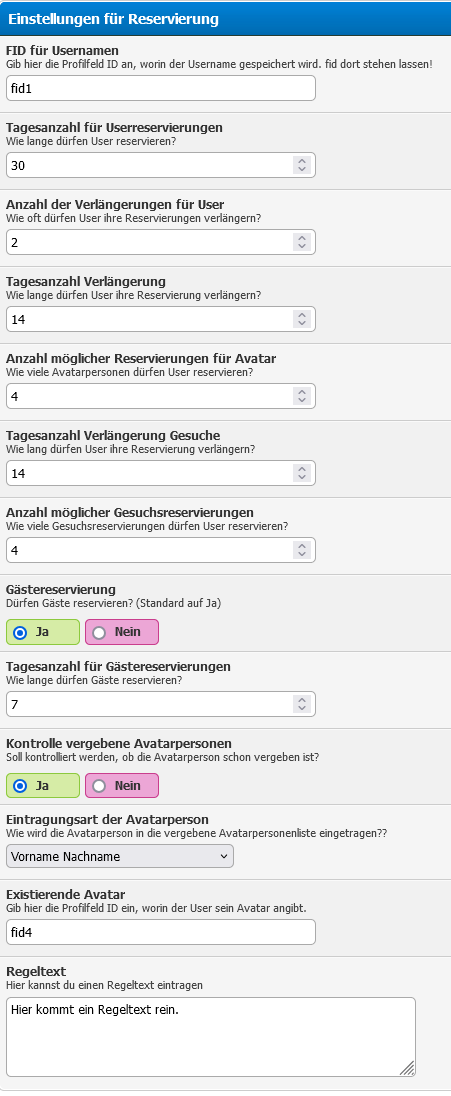 Einstellungen für Reservierung
FID für Usernamen
Gib hier die Profilfeld ID an, worin der Username gespeichert wird. fid dort stehen lassen!
fid1
Tagesanzahl für Userreservierungen
Wie lange dürfen User reservieren?
30
Anzahl der Verlängerungen für User
Wie oft dürfen User ihre Reservierungen verlängern?
2
Tagesanzahl Verlängerung
Wie lange dürfen User ihre Reservierung verlängern?
14
Anzahl möglicher Reservierungen für Avatar
Wie viele Avatarpersonen dürfen User reservieren?
4
Tagesanzahl Verlängerung Gesuche
Wie lang dürfen User ihre Reservierung verlängern?
14
Anzahl möglicher Gesuchsreservierungen
Wie viele Gesuchsreservierungen dürfen User reservieren?
4
Gästereservierung
Dürfen Gäste reservieren? (Standard auf Ja)
Ja Nein
Tagesanzahl für Gästereservierungen
Wie lange dürfen Gäste reservieren?
7
Kontrolle vergebene Avatarpersonen
Soll kontrolliert werden, ob die Avatarperson schon vergeben ist?
Ja Nein
Eintragungsart der Avatarperson
Wie wird die Avatarperson in die vergebene Avatarpersonenliste eingetragen??
Vorname Nachname
Existierende Avatar
Gib hier die Profilfeld ID ein, worin der User sein Avatar angibt.
fid4
Regeltext
Hier kannst du einen Regeltext eintragen
Hier kommt ein Regeltext rein.